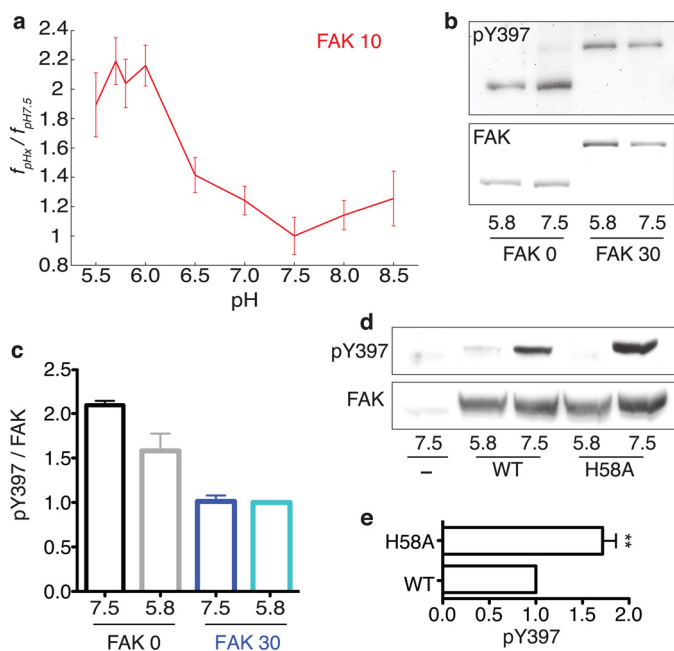 a
FAK 10
2.4
2.2
2
1.8
1.6
1.4
1.2
1
0.8
f_pHx / f_pH7.5
5.5 5.7 6.0 6.5 7.0 7.5 8.0 8.5
pH
b
pY397
FAK
5.8 7.5 5.8 7.5
FAK 0 FAK 30
c
2.5
2.0
1.5
1.0
0.5
0.0
pY397 / FAK
7.5 5.8 7.5 5.8
FAK 0 FAK 30
d
pY397
FAK
7.5 5.8 7.5 5.8 7.5
– WT H58A
e
H58A
WT
**
0.0 0.5 1.0 1.5 2.0
pY397